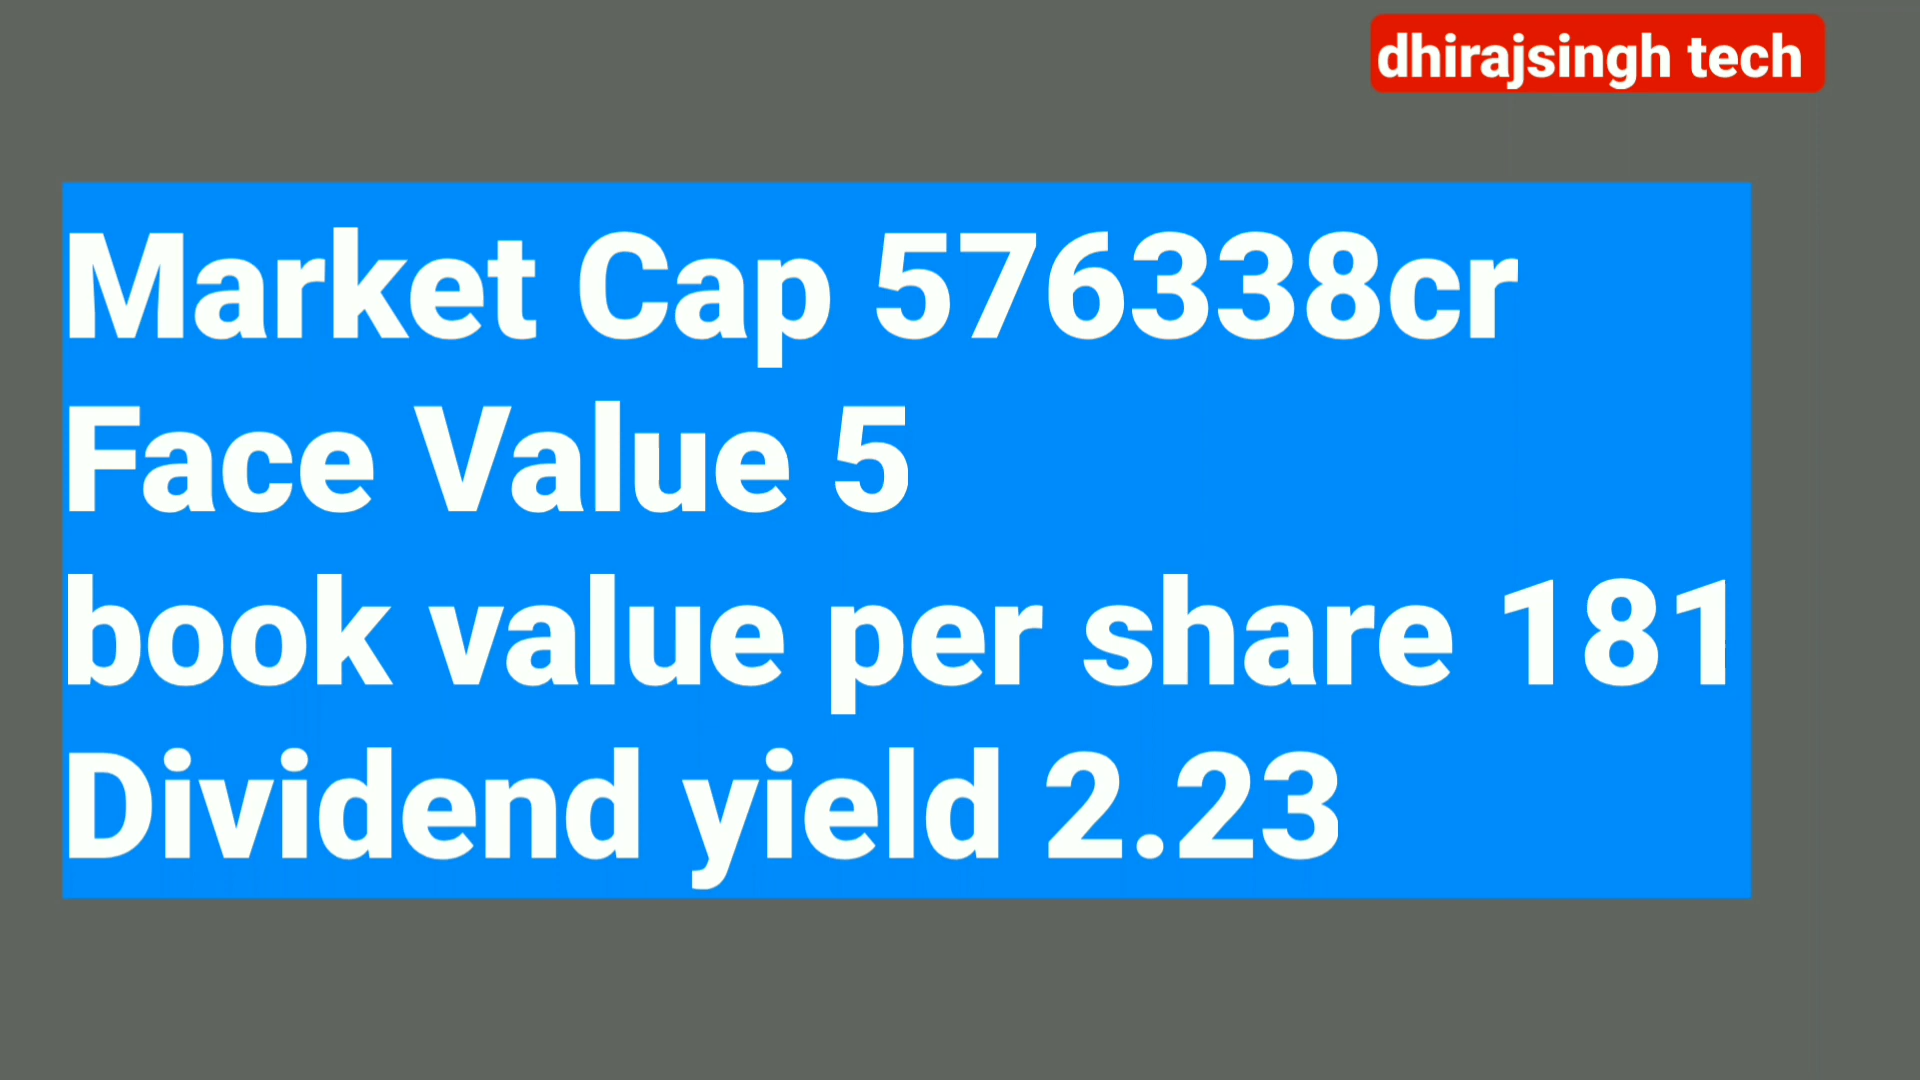 dhirajsingh tech
Market Cap 576338cr
Face Value 5
book value per share 181
Dividend yield 2.23